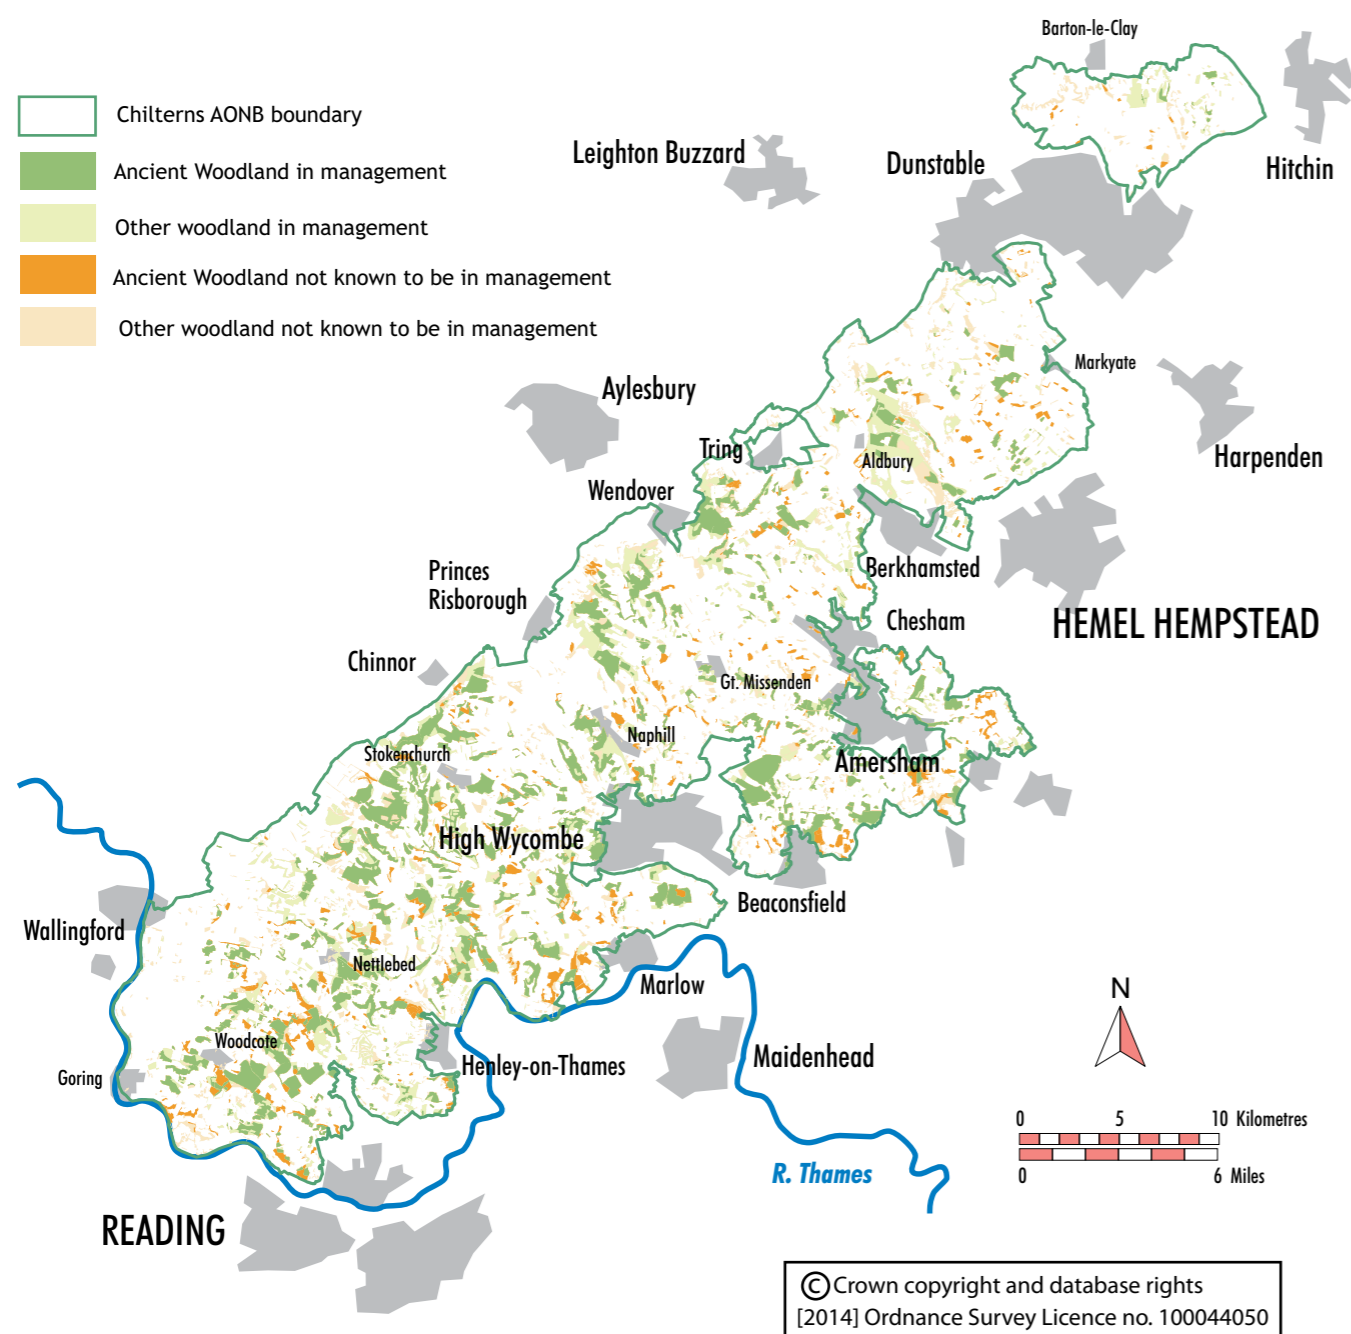 Barton-le-Clay
Chilterns AONB boundary
Leighton Buzzard
Dunstable
Hitchin
Ancient Woodland in management
Other woodland in management
Ancient Woodland not known to be in management
Other woodland not known to be in management
Markyate
Aylesbury
Tring
Aldbury
Harpenden
Wendover
Princes
Risborough
Berkhamsted
Chesham
HEMEL HEMPSTEAD
Chinnor
Gt. Missenden
Naphill
Stokenchurch
Amersham
High Wycombe
Beaconsfield
Wallingford
Nettlebed
Marlow
N
Woodcote
Henley-on-Thames
Maidenhead
Goring
0 5 10 Kilometres
0 6 Miles
R. Thames
READING
© Crown copyright and database rights
[2014] Ordnance Survey Licence no. 100044050